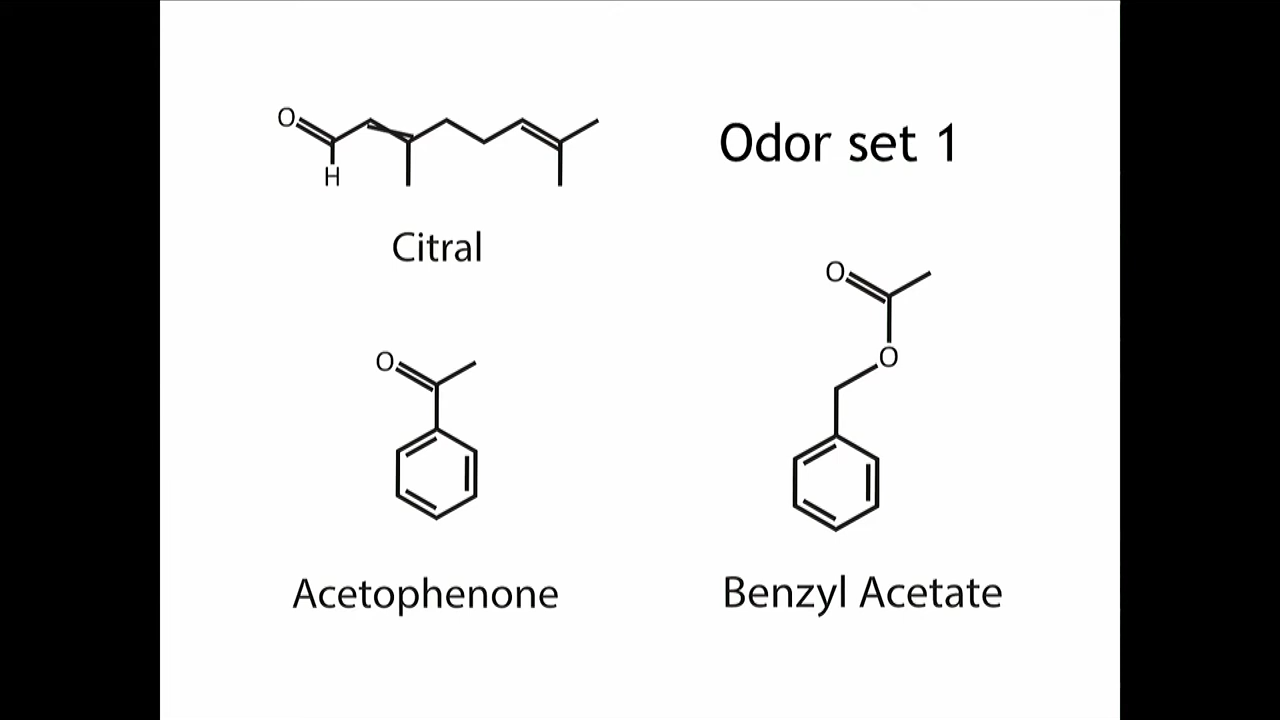 O
H
Citral
Odor set 1
O
O
O
Acetophenone
Benzyl Acetate